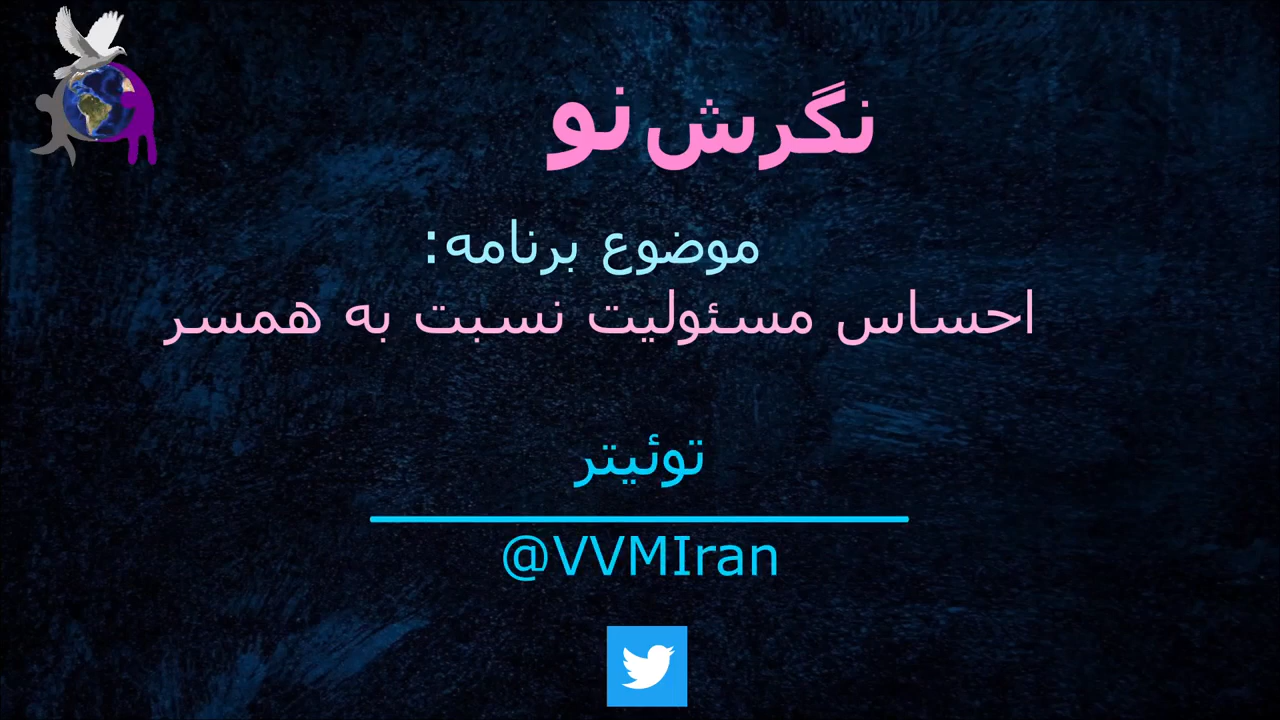 نگرش نو
موضوع برنامه:
احساس مسئولیت نسبت به همسر
توئیتر
@VVMIran